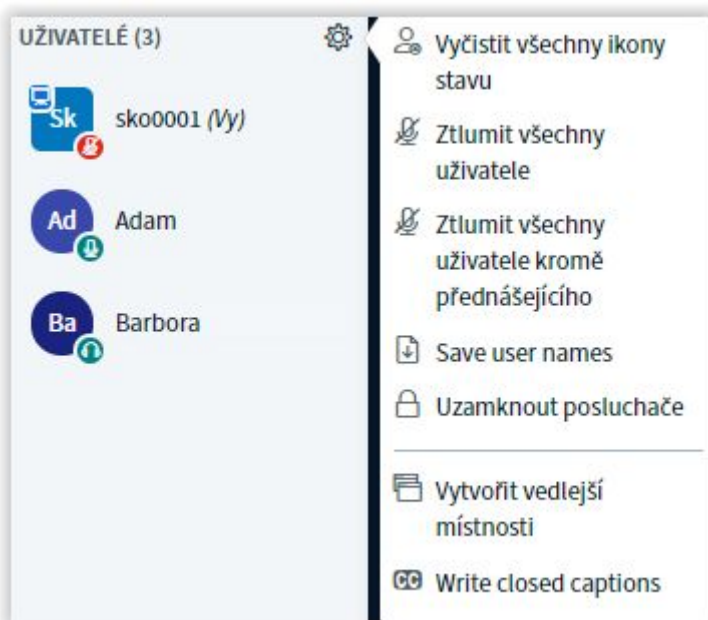 UŽIVATELÉ (3)
Sk
sko0001 (Vy)
Ad
Adam
Ba
Barbora
Vyčistit všechny ikony
stavu
Ztlumit všechny
uživatele
Ztlumit všechny
uživatele kromě
přednášejícího
Save user names
Uzamknout posluchače
Vytvořit vedlejší
místnosti
CC Write closed captions